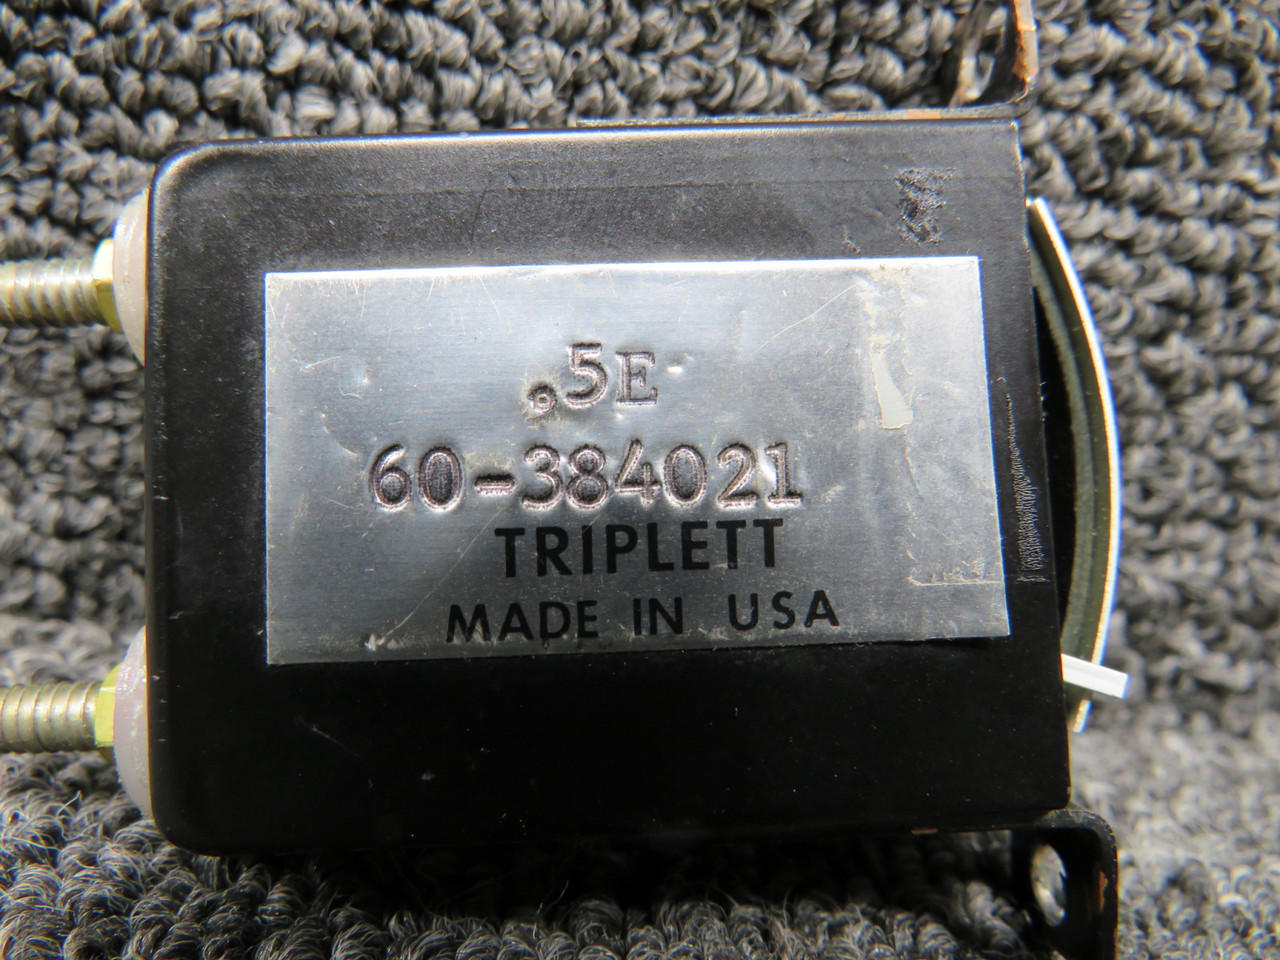 .5E
60-384021
TRIPLETT
MADE IN USA